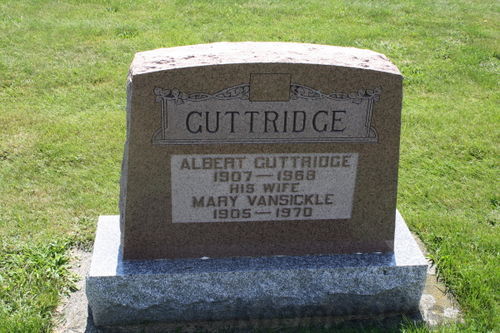 GUTTRIDGE
ALBERT GUTTRIDGE
1907—1968
HIS WIFE
MARY VANSICKLE
1905—1970